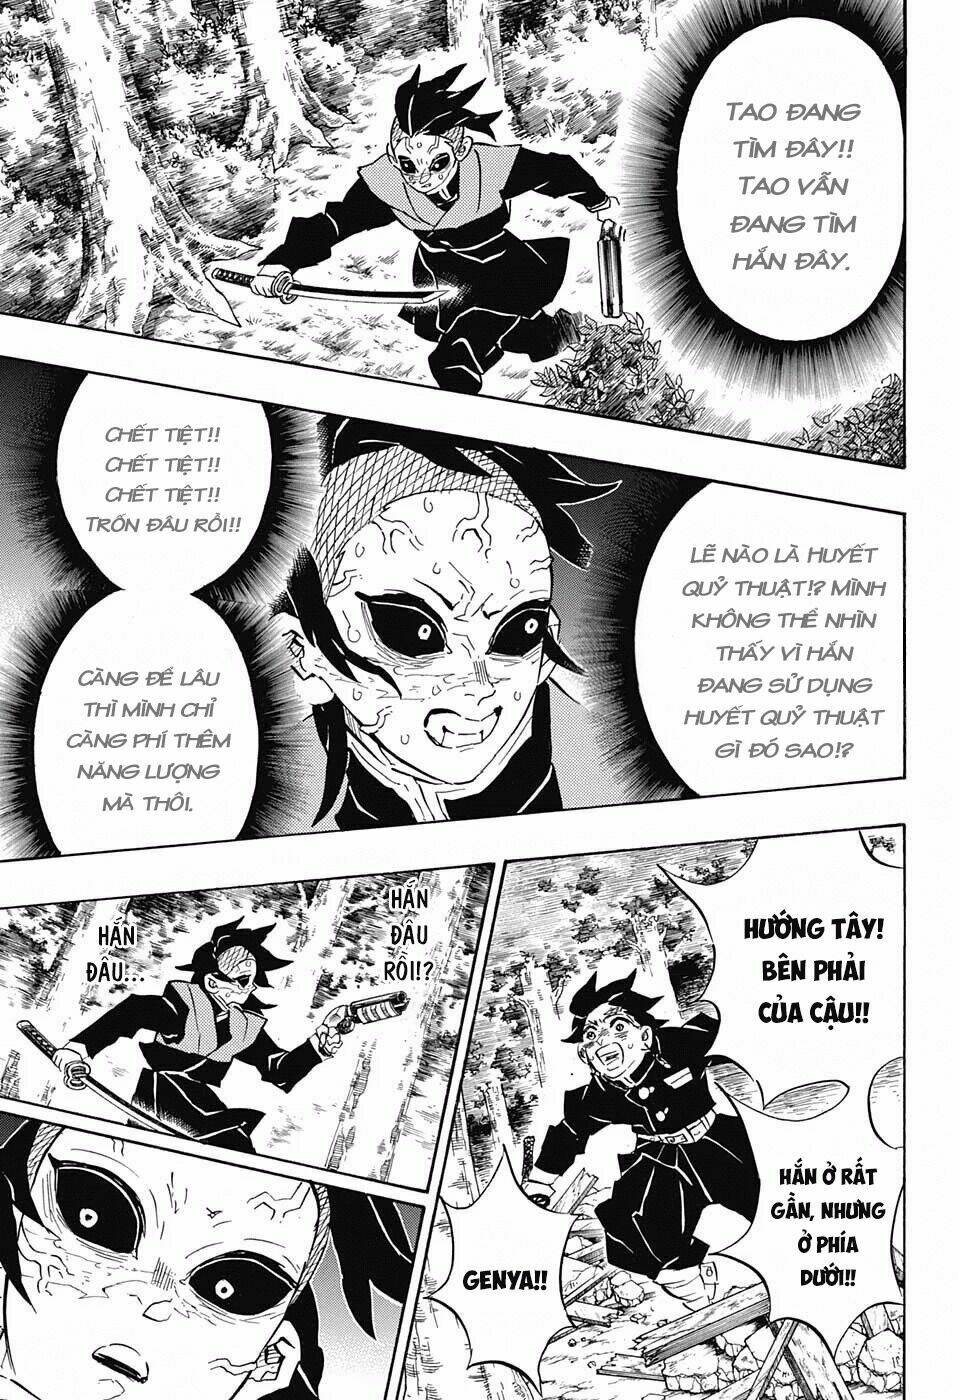 TAO ĐANG
TÌM ĐÂY!!
TAO VẪN
ĐANG TÌM
HẮN ĐÂY.
LẼ NÀO LÀ HUYẾT
QUỶ THUẬT!? MÌNH
KHÔNG THỂ NHÌN
THẤY VÌ HẮN
ĐANG SỬ DỤNG
HUYẾT QUỶ THUẬT
GÌ ĐÓ SAO!?
CHẾT TIỆT!!
CHẾT TIỆT!!
CHẾT TIỆT!!
TRỐN ĐÂU RỒI!!
CÀNG ĐỂ LÂU
THÌ MÌNH CHỈ
CÀNG PHÍ THÊM
NĂNG LƯỢNG
MÀ THÔI.
HƯỚNG TÂY!
BÊN PHẢI
CỦA CẬU!!
HẮN Ở RẤT
GẦN, NHƯNG
Ở PHÍA
DƯỚI!!
GENYA!!
HẮN
ĐÂU
RỒI!?
HẮN
ĐÂU...